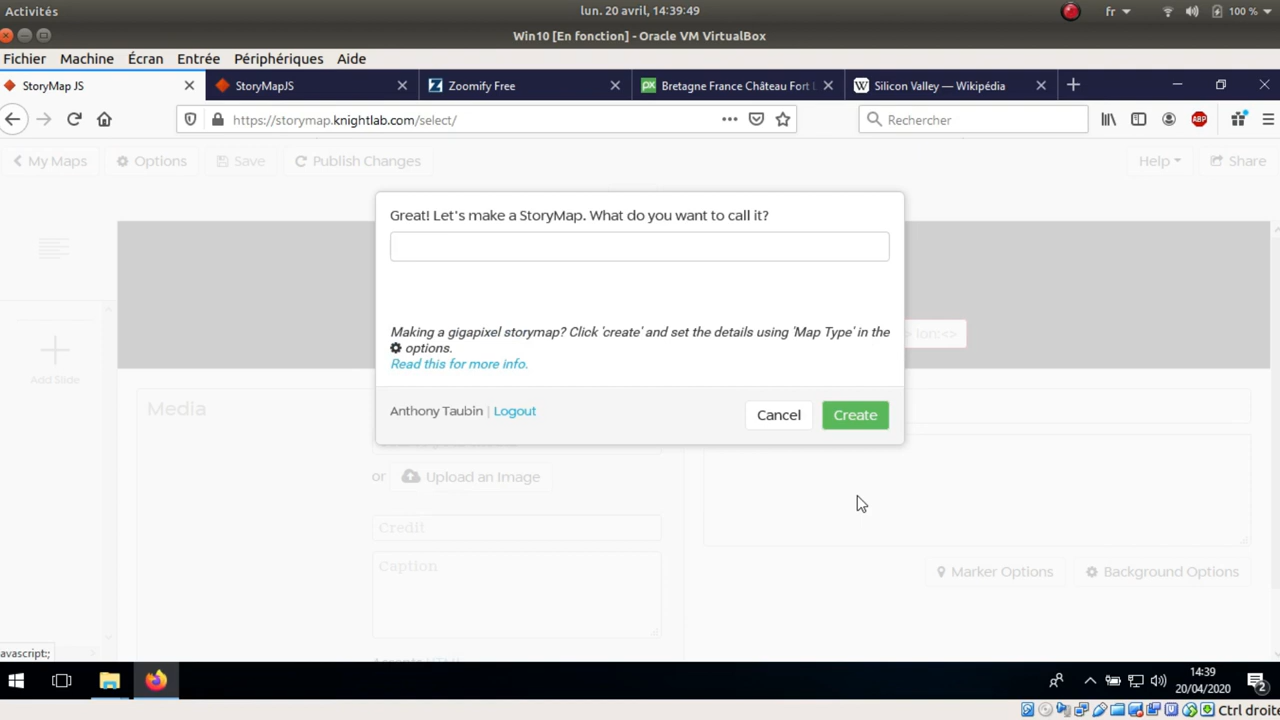 Activités
lun. 20 avril, 14:39:49
fr
100 %
Win10 [En fonction] - Oracle VM VirtualBox
Fichier Machine Écran Entrée Périphériques Aide
StoryMap JS
StoryMapJS
Zoomify Free
Bretagne France Château Fort
Silicon Valley — Wikipédia
https://storymap.knightlab.com/select/
Rechercher
ABP
My Maps Options Save Publish Changes Help Share
Great! Let's make a StoryMap. What do you want to call it?
Making a gigapixel storymap? Click 'create' and set the details using 'Map Type' in the
options.
Read this for more info.
Anthony Taubin | Logout
Cancel
Create
ion:<>
Add Slide
Media
or Upload an Image
Credit
Caption
Marker Options
Background Options
avascript:;
14:39
20/04/2020
2
Ctrl droite